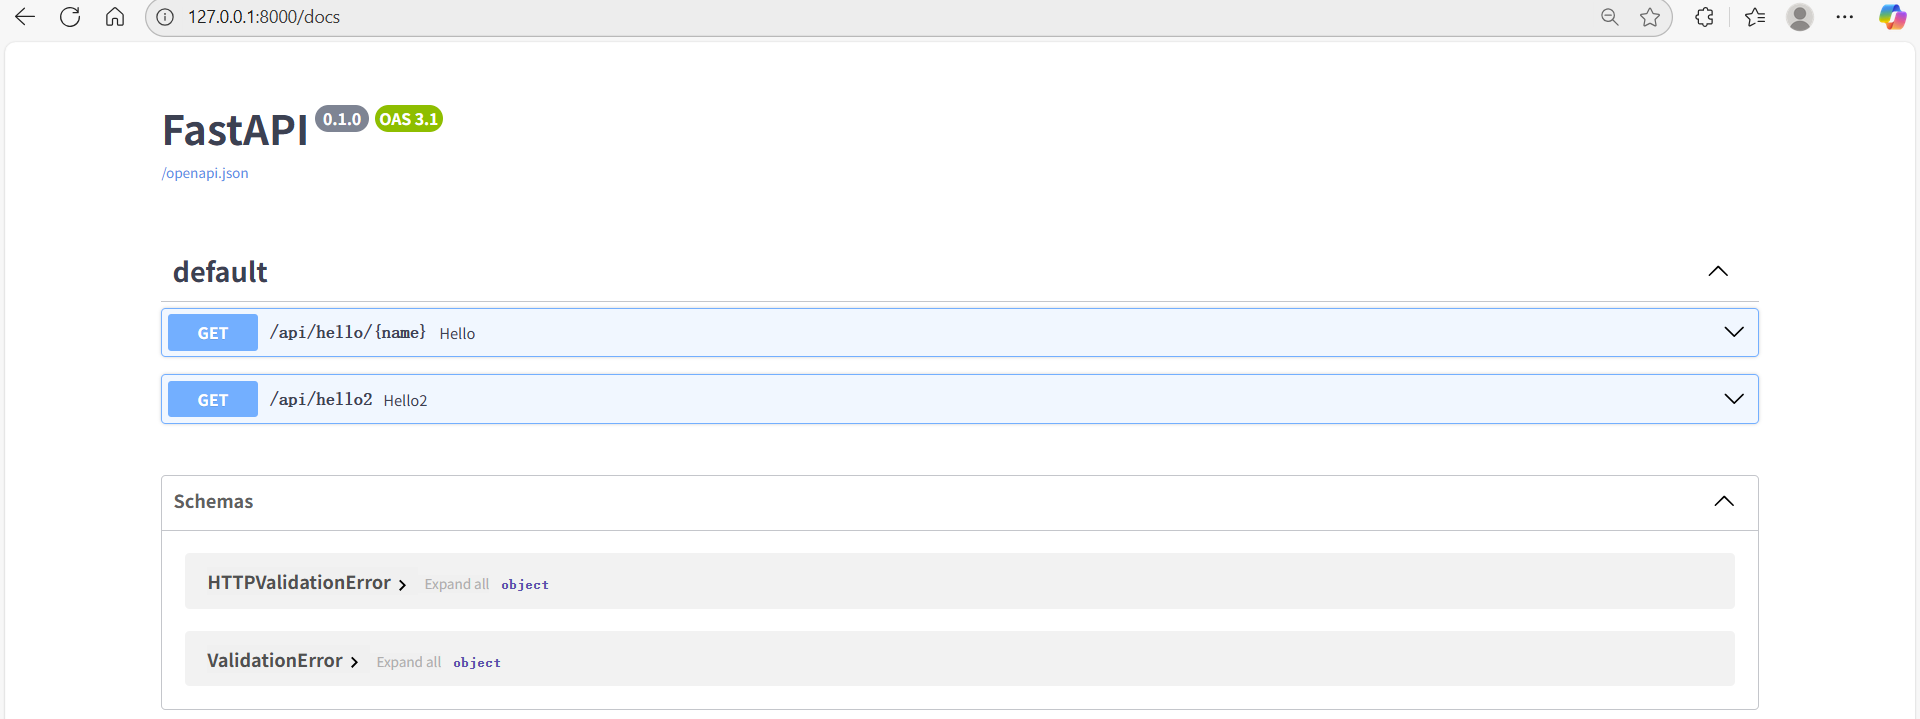 127.0.0.1:8000/docs
FastAPI 0.1.0 OAS 3.1
/openapi.json
default
GET /api/hello/{name} Hello
GET /api/hello2 Hello2
Schemas
HTTPValidationError Expand all object
ValidationError Expand all object